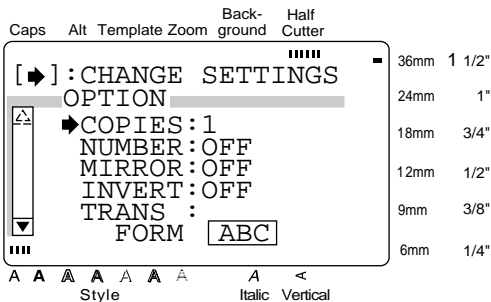 Back- Half
Caps Alt Template Zoom ground Cutter
[➡]:CHANGE SETTINGS
OPTION
➡COPIES:1
NUMBER:OFF
MIRROR:OFF
INVERT:OFF
TRANS :
FORM ABC
36mm 1 1/2"
24mm 1"
18mm 3/4"
12mm 1/2"
9mm 3/8"
6mm 1/4"
A A A A A A A A A
Style Italic Vertical